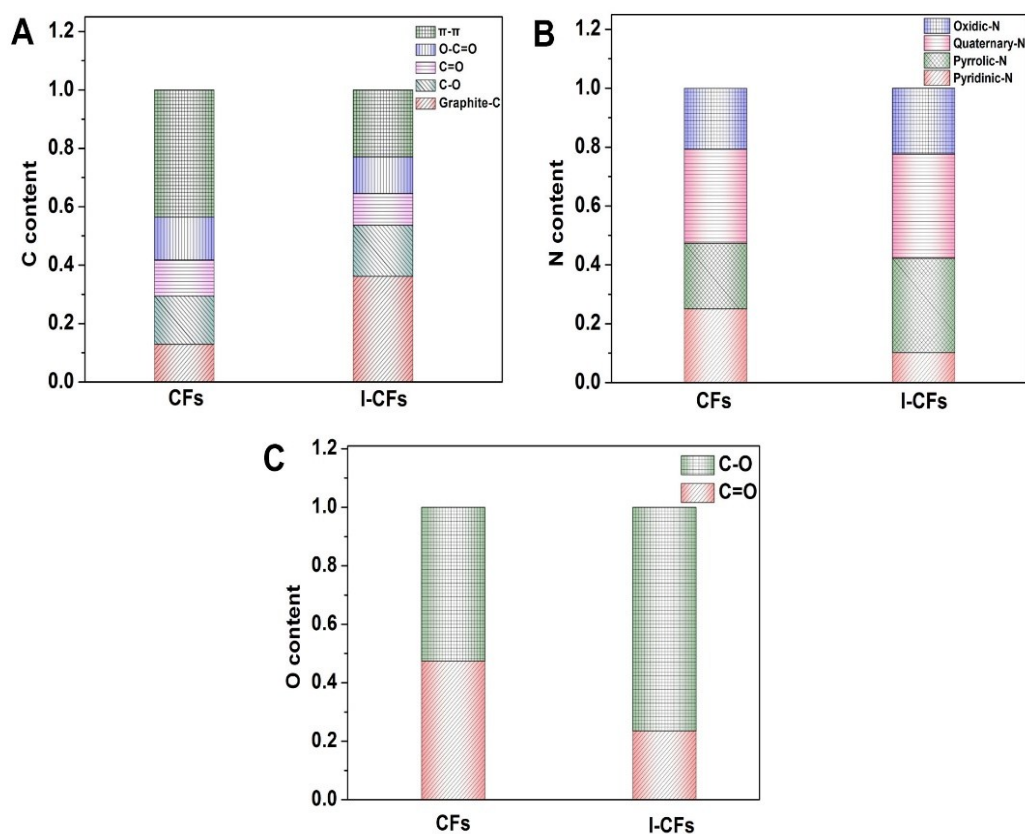 A
π-π
O-C=O
C=O
C-O
Graphite-C
C content
1.2
1.0
0.8
0.6
0.4
0.2
0.0
CFs
I-CFs
B
Oxidic-N
Quaternary-N
Pyrrolic-N
Pyridinic-N
N content
1.2
1.0
0.8
0.6
0.4
0.2
0.0
CFs
I-CFs
C
C-O
C=O
O content
1.2
1.0
0.8
0.6
0.4
0.2
0.0
CFs
I-CFs